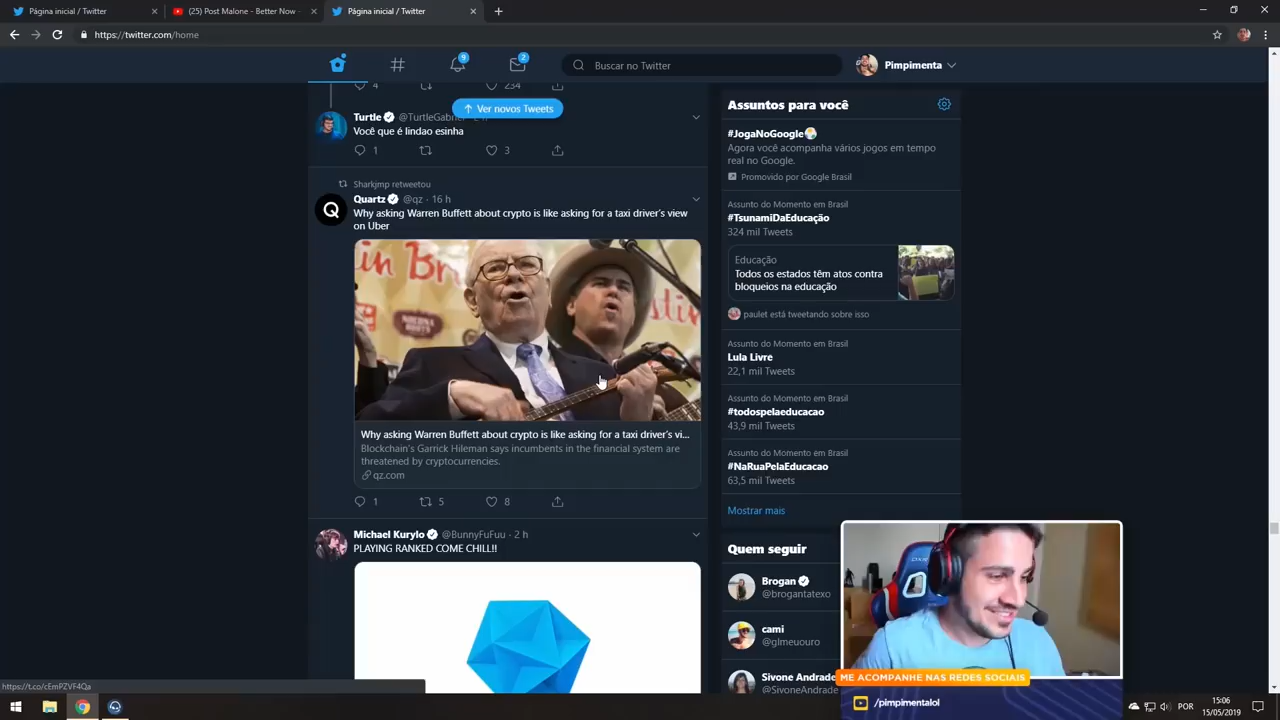 Página inicial / Twitter
(25) Post Malone - Better Now -
Página inicial / Twitter
https://twitter.com/home
9
2
Buscar no Twitter
Pimpimenta
4
234
Ver novos Tweets
Turtle
Você que é lindao esinha
1
3
Sharkjmp retweetou
Quartz @qz · 16 h
Why asking Warren Buffett about crypto is like asking for a taxi driver's view
on Uber
Why asking Warren Buffett about crypto is like asking for a taxi driver's vi...
Blockchain's Garrick Hileman says incumbents in the financial system are
threatened by cryptocurrencies.
qz.com
1
5
8
Michael Kurylo @BunnyFuFuu · 2 h
PLAYING RANKED COME CHILL!!
Assuntos para você
#JogaNoGoogle
Agora você acompanha vários jogos em tempo
real no Google.
Promovido por Google Brasil
Assunto do Momento em Brasil
#TsunamiDaEducação
324 mil Tweets
Educação
Todos os estados têm atos contra
bloqueios na educação
paulet está tweetando sobre isso
Assunto do Momento em Brasil
Lula Livre
22,1 mil Tweets
Assunto do Momento em Brasil
#todospelaeducacao
43,9 mil Tweets
Assunto do Momento em Brasil
#NaRuaPelaEducacao
63,5 mil Tweets
Mostrar mais
Quem seguir
Brogan
@brogantatexo
cami
@glmeuouro
Sivone Andrade
@SivoneAndrade
ME ACOMPANHE NAS REDES SOCIAIS
/pimpimentalol
https://t.co/cEmPZVF4Qa
POR
15:06
15/05/2019